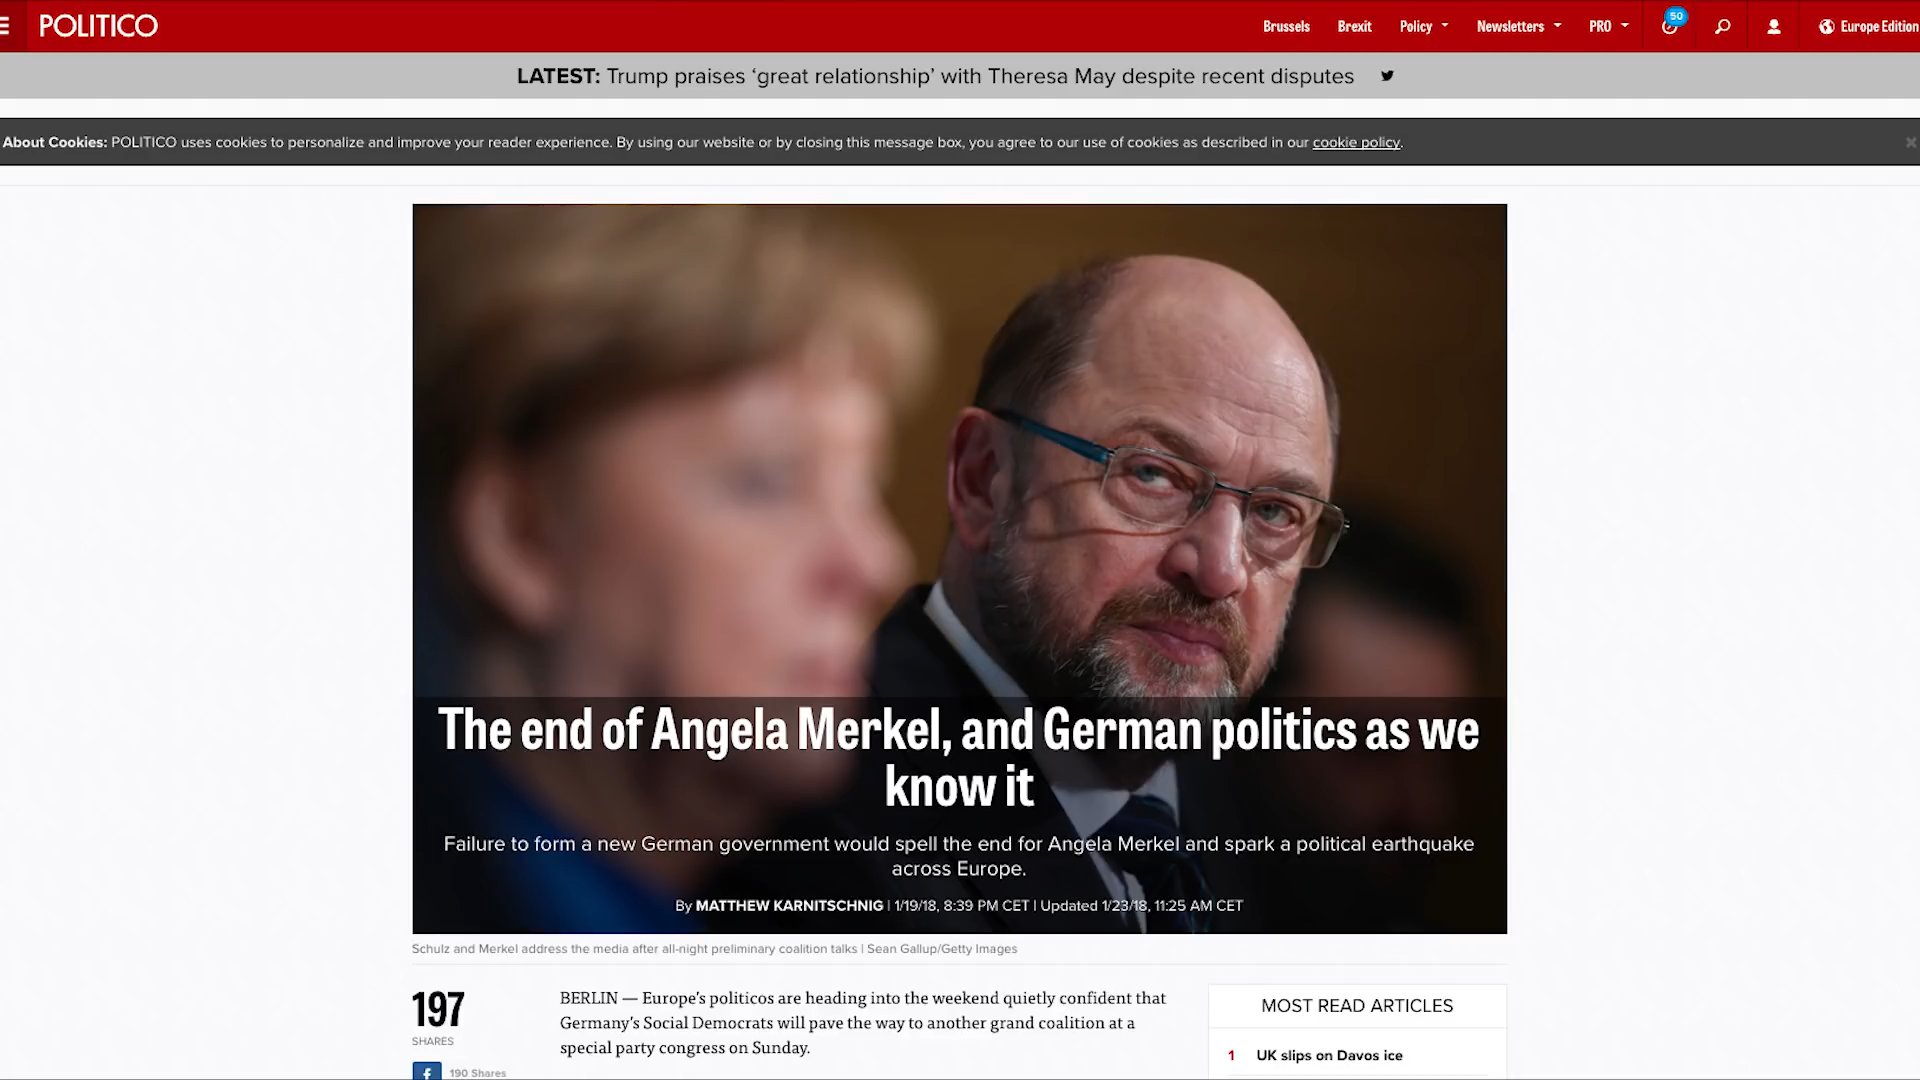 POLITICO
Brussels
Brexit
Policy
Newsletters
PRO
50
Europe Edition
LATEST: Trump praises ‘great relationship’ with Theresa May despite recent disputes
About Cookies: POLITICO uses cookies to personalize and improve your reader experience. By using our website or by closing this message box, you agree to our use of cookies as described in our cookie policy.
The end of Angela Merkel, and German politics as we
know it
Failure to form a new German government would spell the end for Angela Merkel and spark a political earthquake
across Europe.
By MATTHEW KARNITSCHNIG | 1/19/18, 8:39 PM CET | Updated 1/23/18, 11:25 AM CET
Schulz and Merkel address the media after all-night preliminary coalition talks | Sean Gallup/Getty Images
197
SHARES
190 Shares
BERLIN — Europe’s politicos are heading into the weekend quietly confident that
Germany’s Social Democrats will pave the way to another grand coalition at a
special party congress on Sunday.
MOST READ ARTICLES
1 UK slips on Davos ice